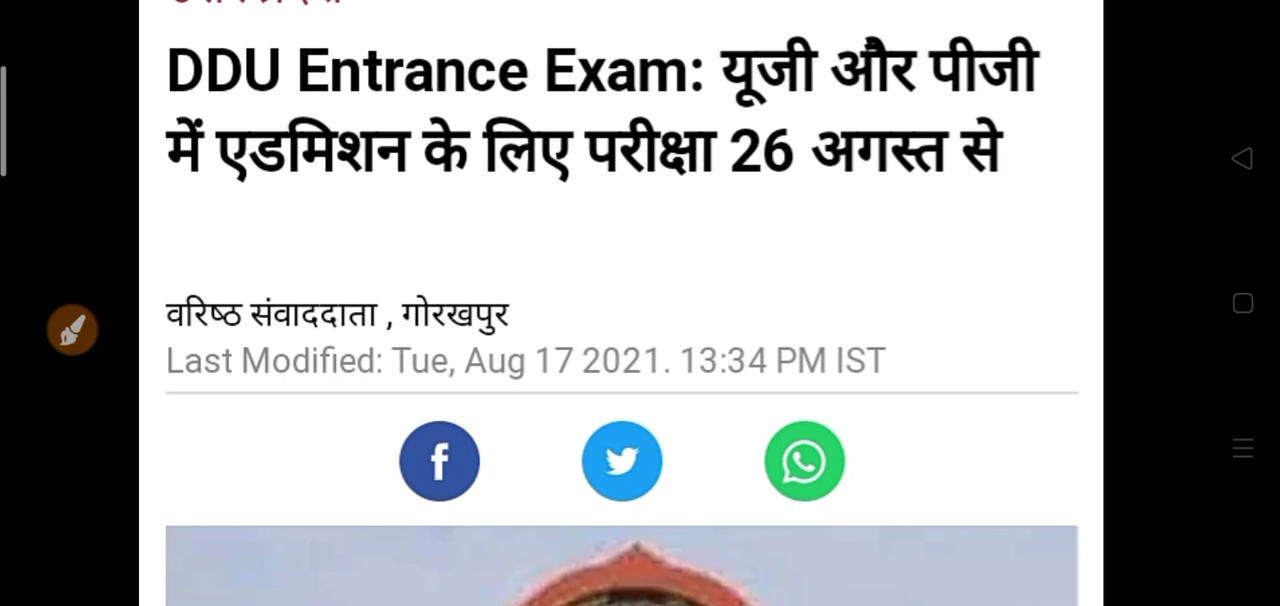 DDU Entrance Exam: यूजी और पीजी
में एडमिशन के लिए परीक्षा 26 अगस्त से
वरिष्ठ संवाददाता , गोरखपुर
Last Modified: Tue, Aug 17 2021. 13:34 PM IST